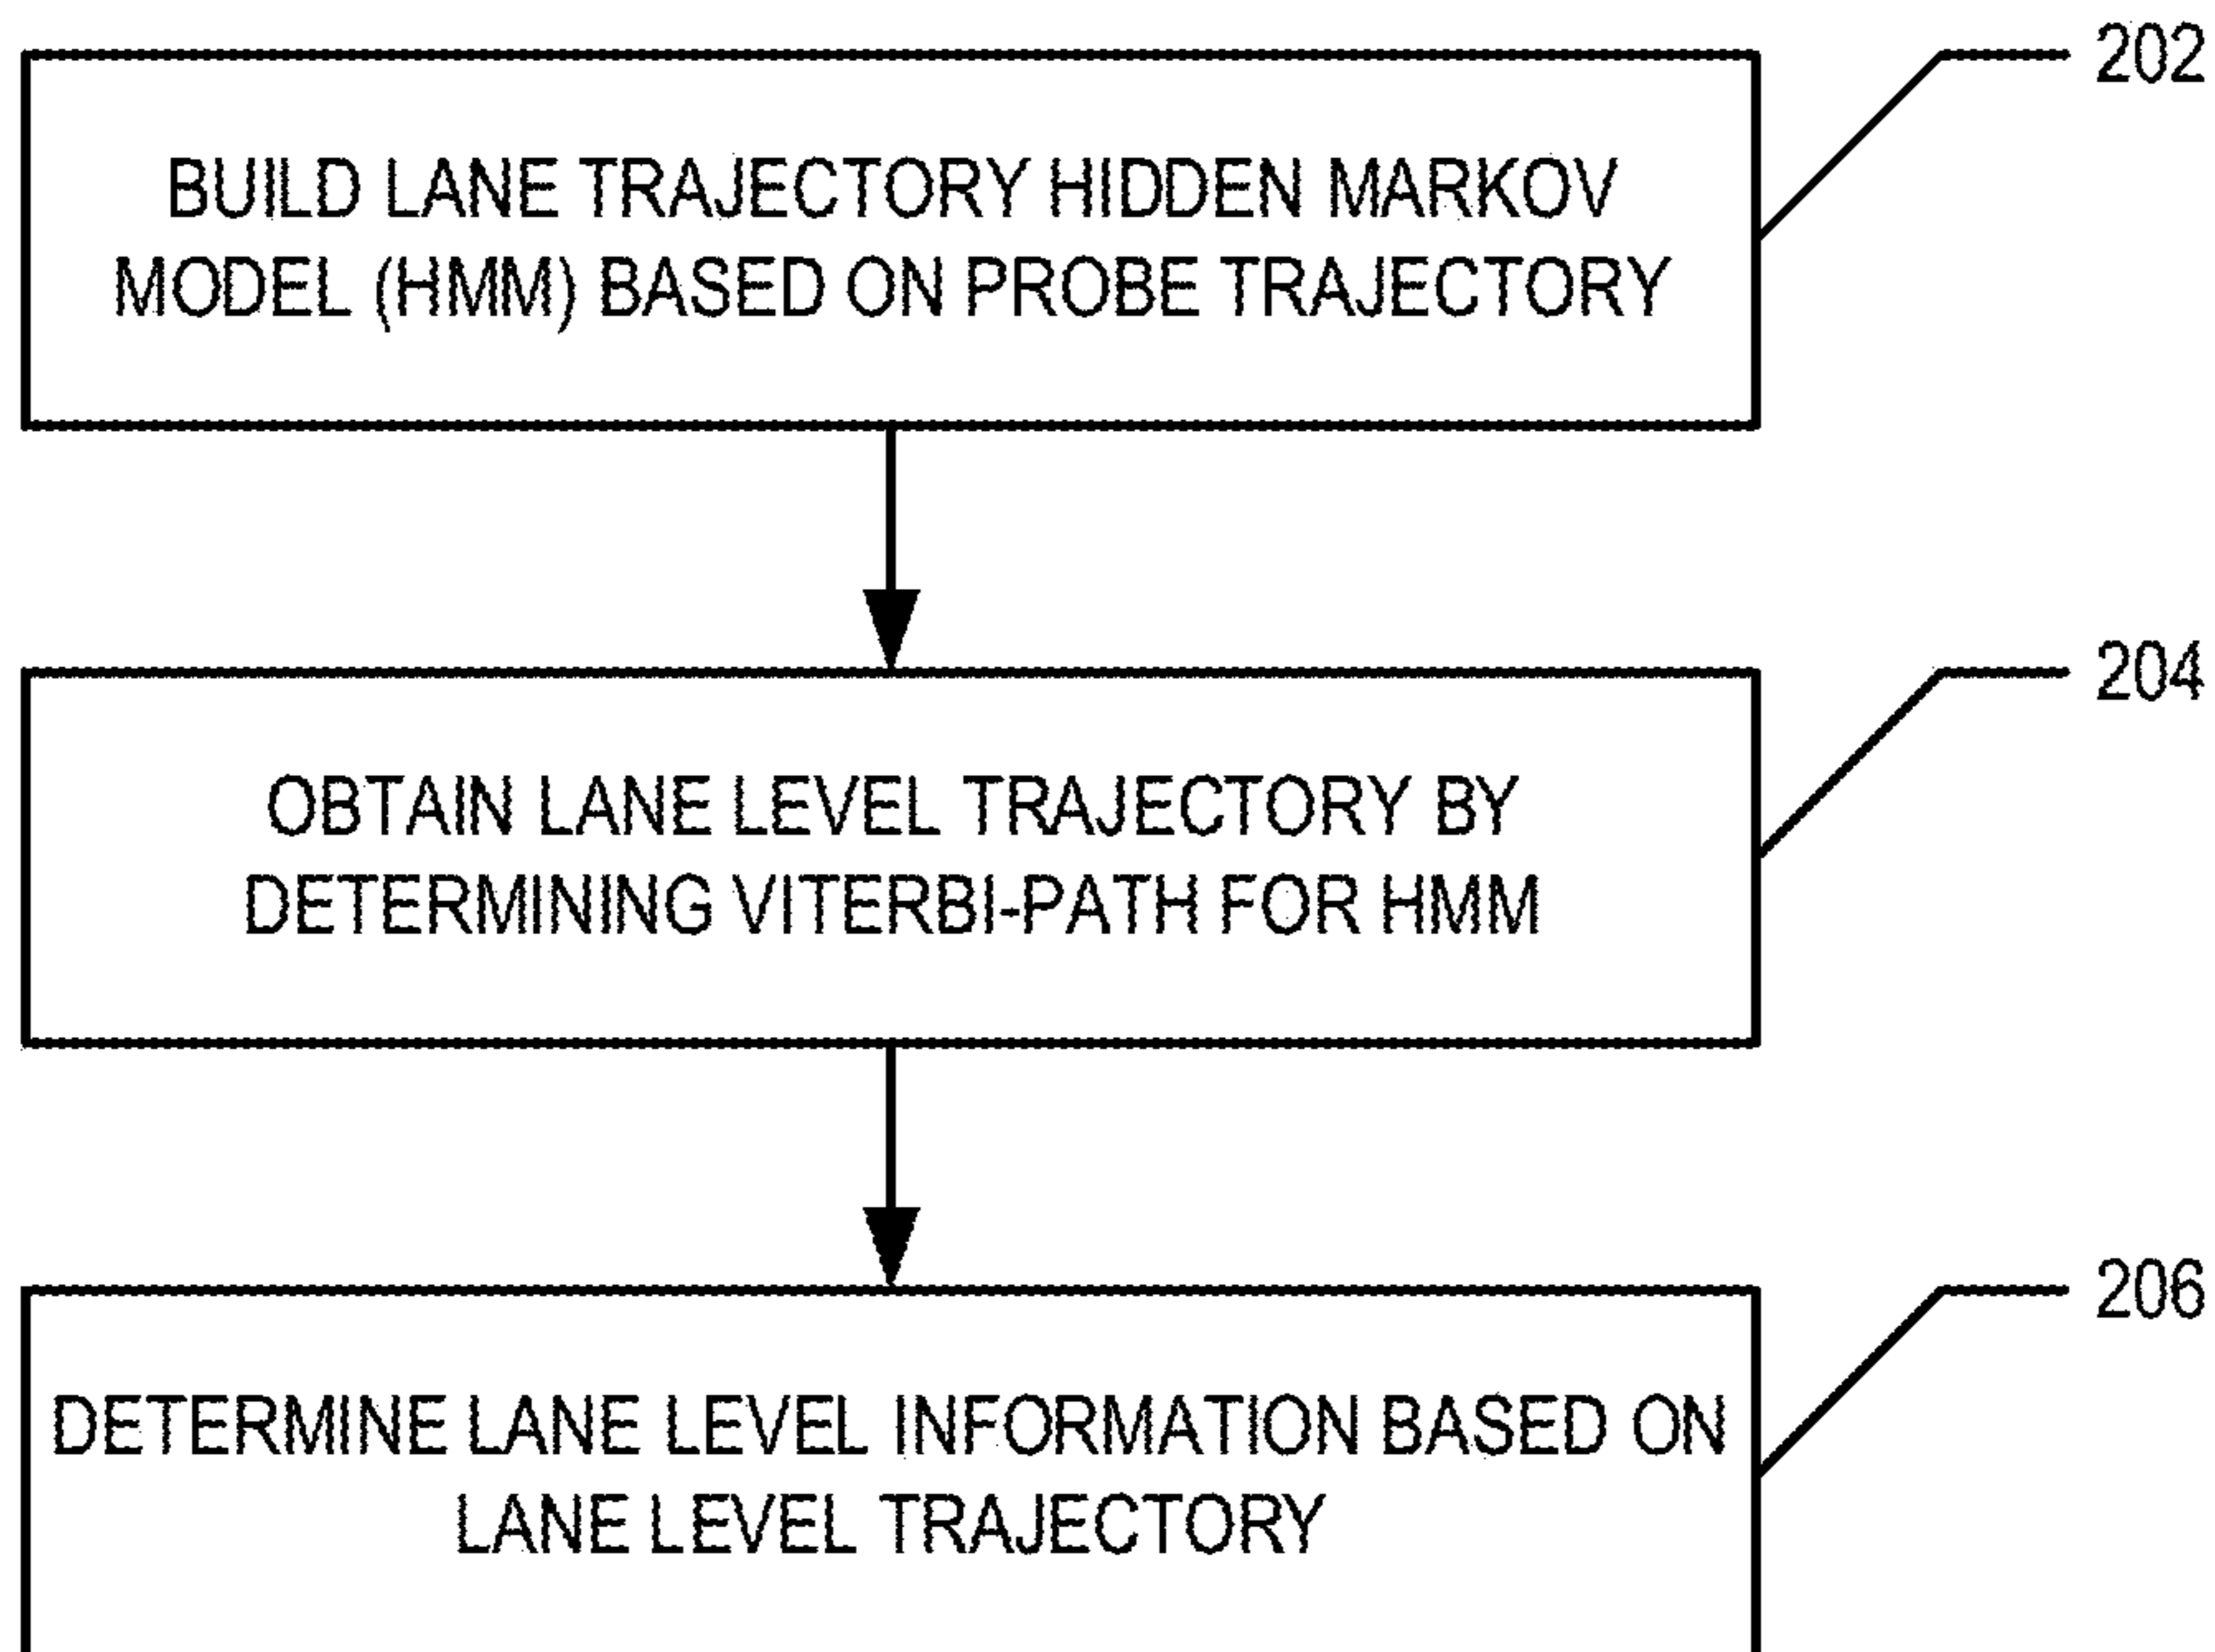 202
BUILD LANE TRAJECTORY HIDDEN MARKOV
MODEL (HMM) BASED ON PROBE TRAJECTORY
204
OBTAIN LANE LEVEL TRAJECTORY BY
DETERMINING VITERBI-PATH FOR HMM
206
DETERMINE LANE LEVEL INFORMATION BASED ON
LANE LEVEL TRAJECTORY